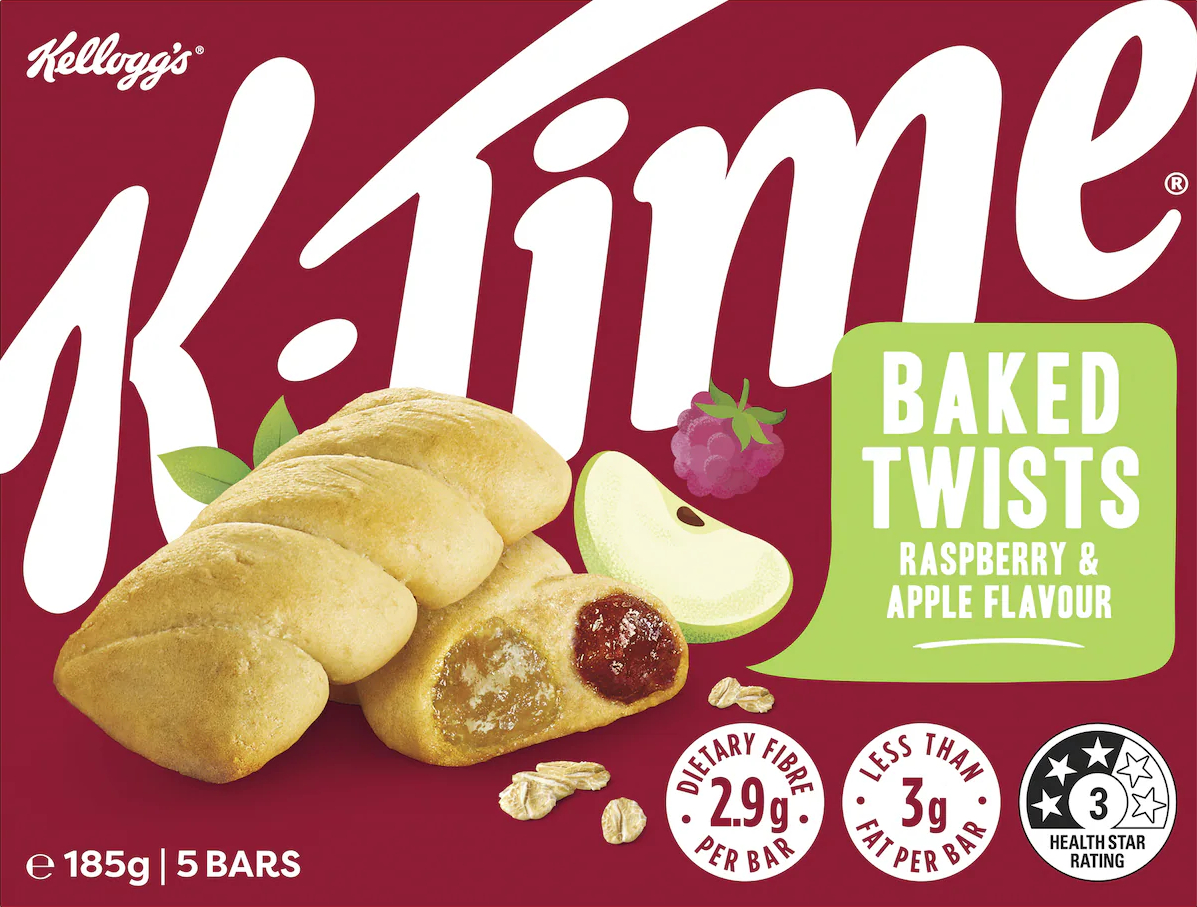 Kellogg's®
K-Time®
BAKED
TWISTS
RASPBERRY &
APPLE FLAVOUR
DIETARY FIBRE
2.9g
PER BAR
LESS THAN
3g
FAT PER BAR
3
HEALTH STAR
RATING
℮ 185g | 5 BARS